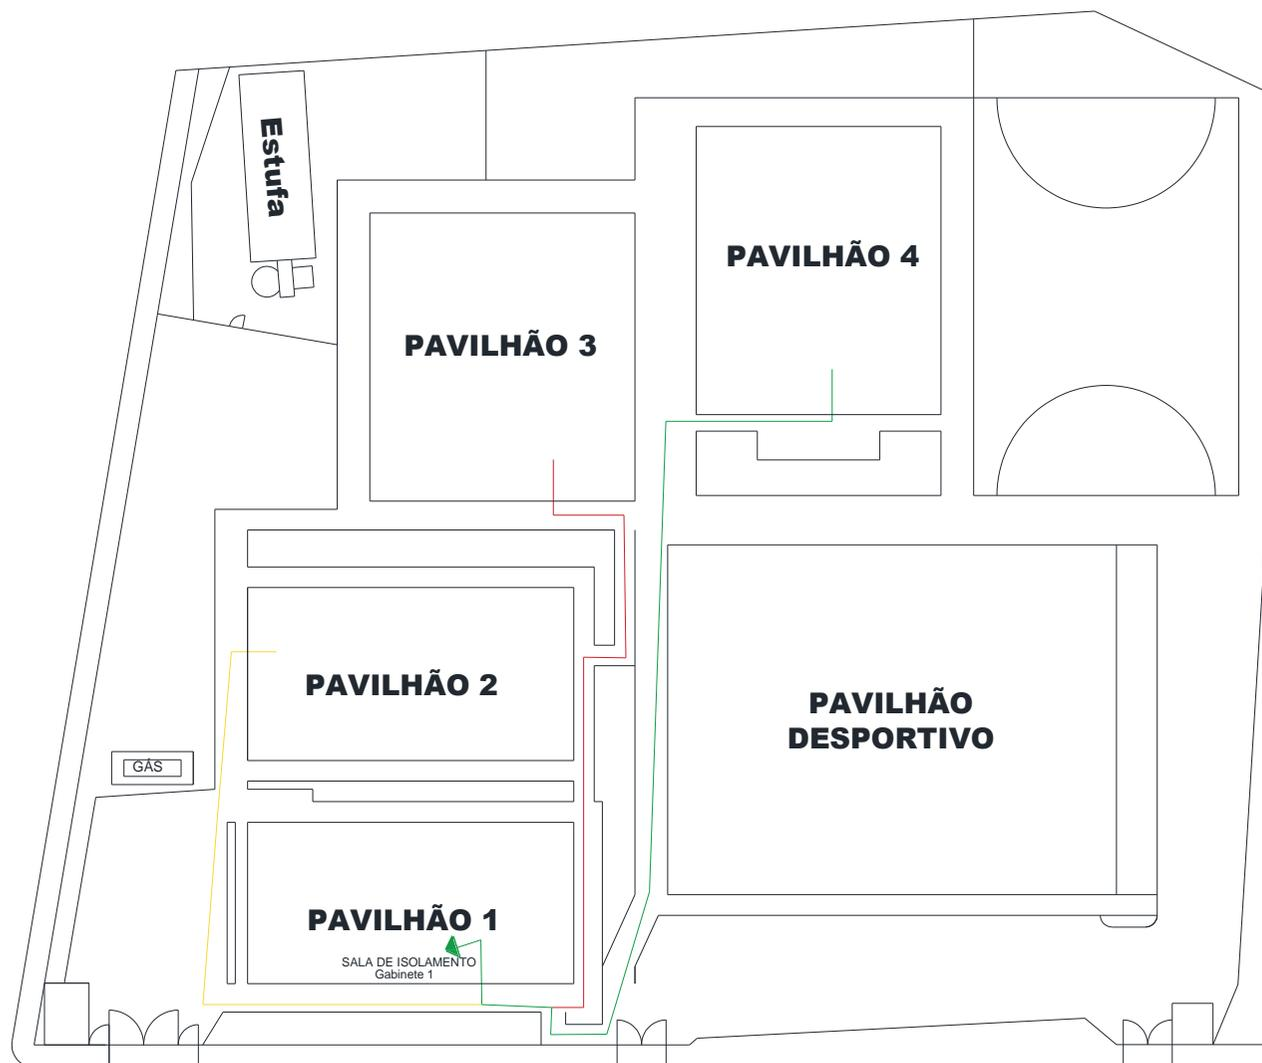 Estufa
PAVILHÃO 4
PAVILHÃO 3
PAVILHÃO 2
PAVILHÃO
DESPORTIVO
GÁS
PAVILHÃO 1
SALA DE ISOLAMENTO
Gabinete 1